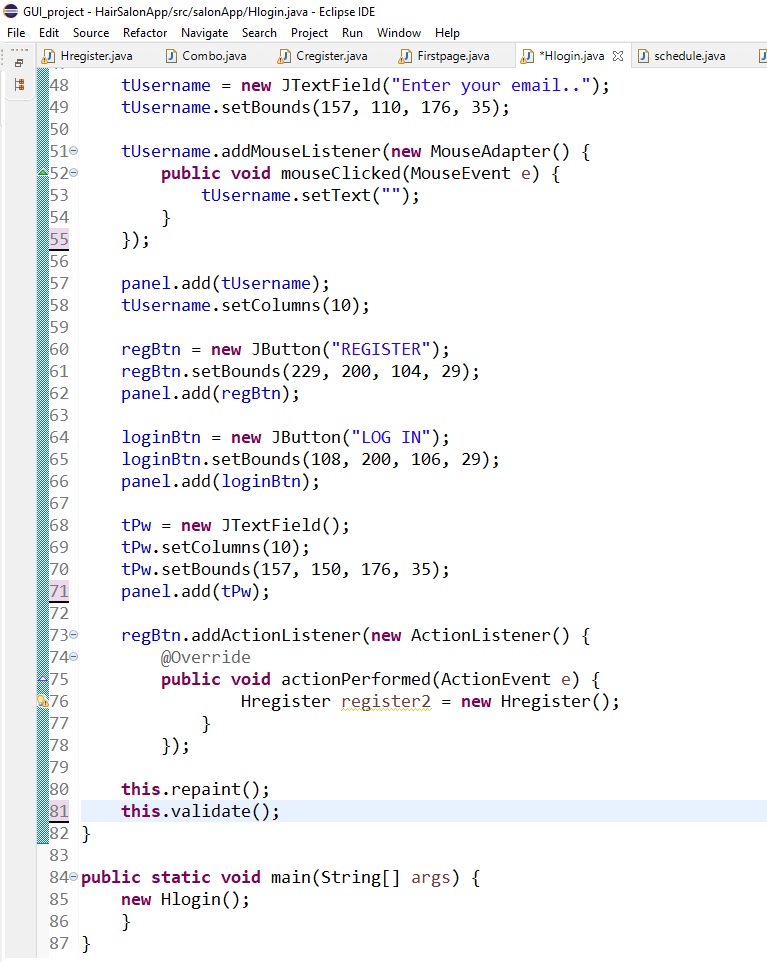 GUI_project - HairSalonApp/src/salonApp/Hlogin.java - Eclipse IDE
File Edit Source Refactor Navigate Search Project Run Window Help
Hregister.java Combo.java Cregister.java Firstpage.java *Hlogin.java schedule.java
48 tUsername = new JTextField("Enter your email..");
49 tUsername.setBounds(157, 110, 176, 35);
50
51 tUsername.addMouseListener(new MouseAdapter() {
52 public void mouseClicked(MouseEvent e) {
53 tUsername.setText("");
54 }
55 });
56
57 panel.add(tUsername);
58 tUsername.setColumns(10);
59
60 regBtn = new JButton("REGISTER");
61 regBtn.setBounds(229, 200, 104, 29);
62 panel.add(regBtn);
63
64 loginBtn = new JButton("LOG IN");
65 loginBtn.setBounds(108, 200, 106, 29);
66 panel.add(loginBtn);
67
68 tPw = new JTextField();
69 tPw.setColumns(10);
70 tPw.setBounds(157, 150, 176, 35);
71 panel.add(tPw);
72
73 regBtn.addActionListener(new ActionListener() {
74 @Override
75 public void actionPerformed(ActionEvent e) {
76 Hregister register2 = new Hregister();
77 }
78 });
79
80 this.repaint();
81 this.validate();
82 }
83
84 public static void main(String[] args) {
85 new Hlogin();
86 }
87 }